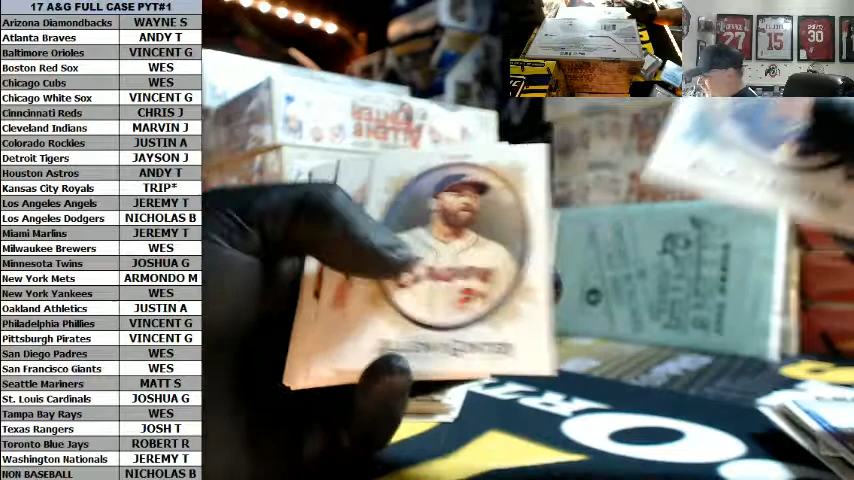 17 A&G FULL CASE PYT#1
Arizona Diamondbacks WAYNE S
Atlanta Braves ANDY T
Baltimore Orioles VINCENT G
Boston Red Sox WES
Chicago Cubs WES
Chicago White Sox VINCENT G
Cinncinnati Reds CHRIS J
Cleveland Indians MARVIN J
Colorado Rockies JUSTIN A
Detroit Tigers JAYSON J
Houston Astros ANDY T
Kansas City Royals TRIP*
Los Angeles Angels JEREMY T
Los Angeles Dodgers NICHOLAS B
Miami Marlins JEREMY T
Milwaukee Brewers WES
Minnesota Twins JOSHUA G
New York Mets ARMONDO M
New York Yankees WES
Oakland Athletics JUSTIN A
Philadelphia Phillies VINCENT G
Pittsburgh Pirates VINCENT G
San Diego Padres WES
San Francisco Giants WES
Seattle Mariners MATT S
St. Louis Cardinals JOSHUA G
Tampa Bay Rays WES
Texas Rangers JOSH T
Toronto Blue Jays ROBERT R
Washington Nationals JEREMY T
NON BASEBALL NICHOLAS B
27
15
30